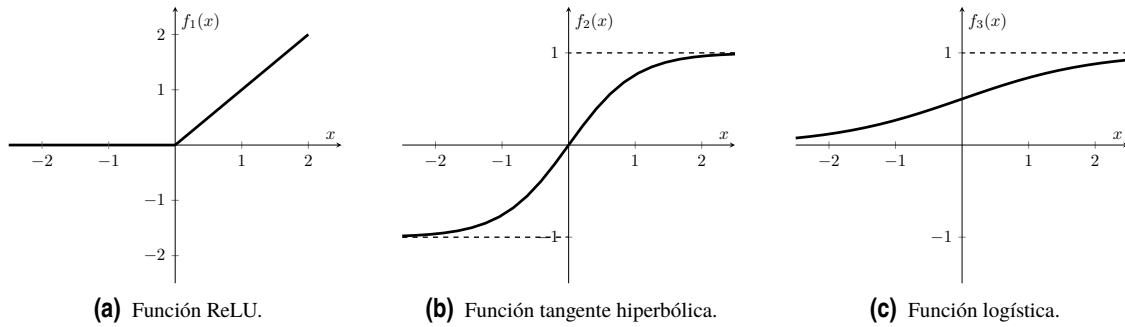 f₁(x)
2
1
x
−2 −1 1 2
−1
−2
(a) Función ReLU.
f₂(x)
1
x
−2 −1 1 2
−1
(b) Función tangente hiperbólica.
f₃(x)
1
x
−2 −1 1 2
−1
(c) Función logística.